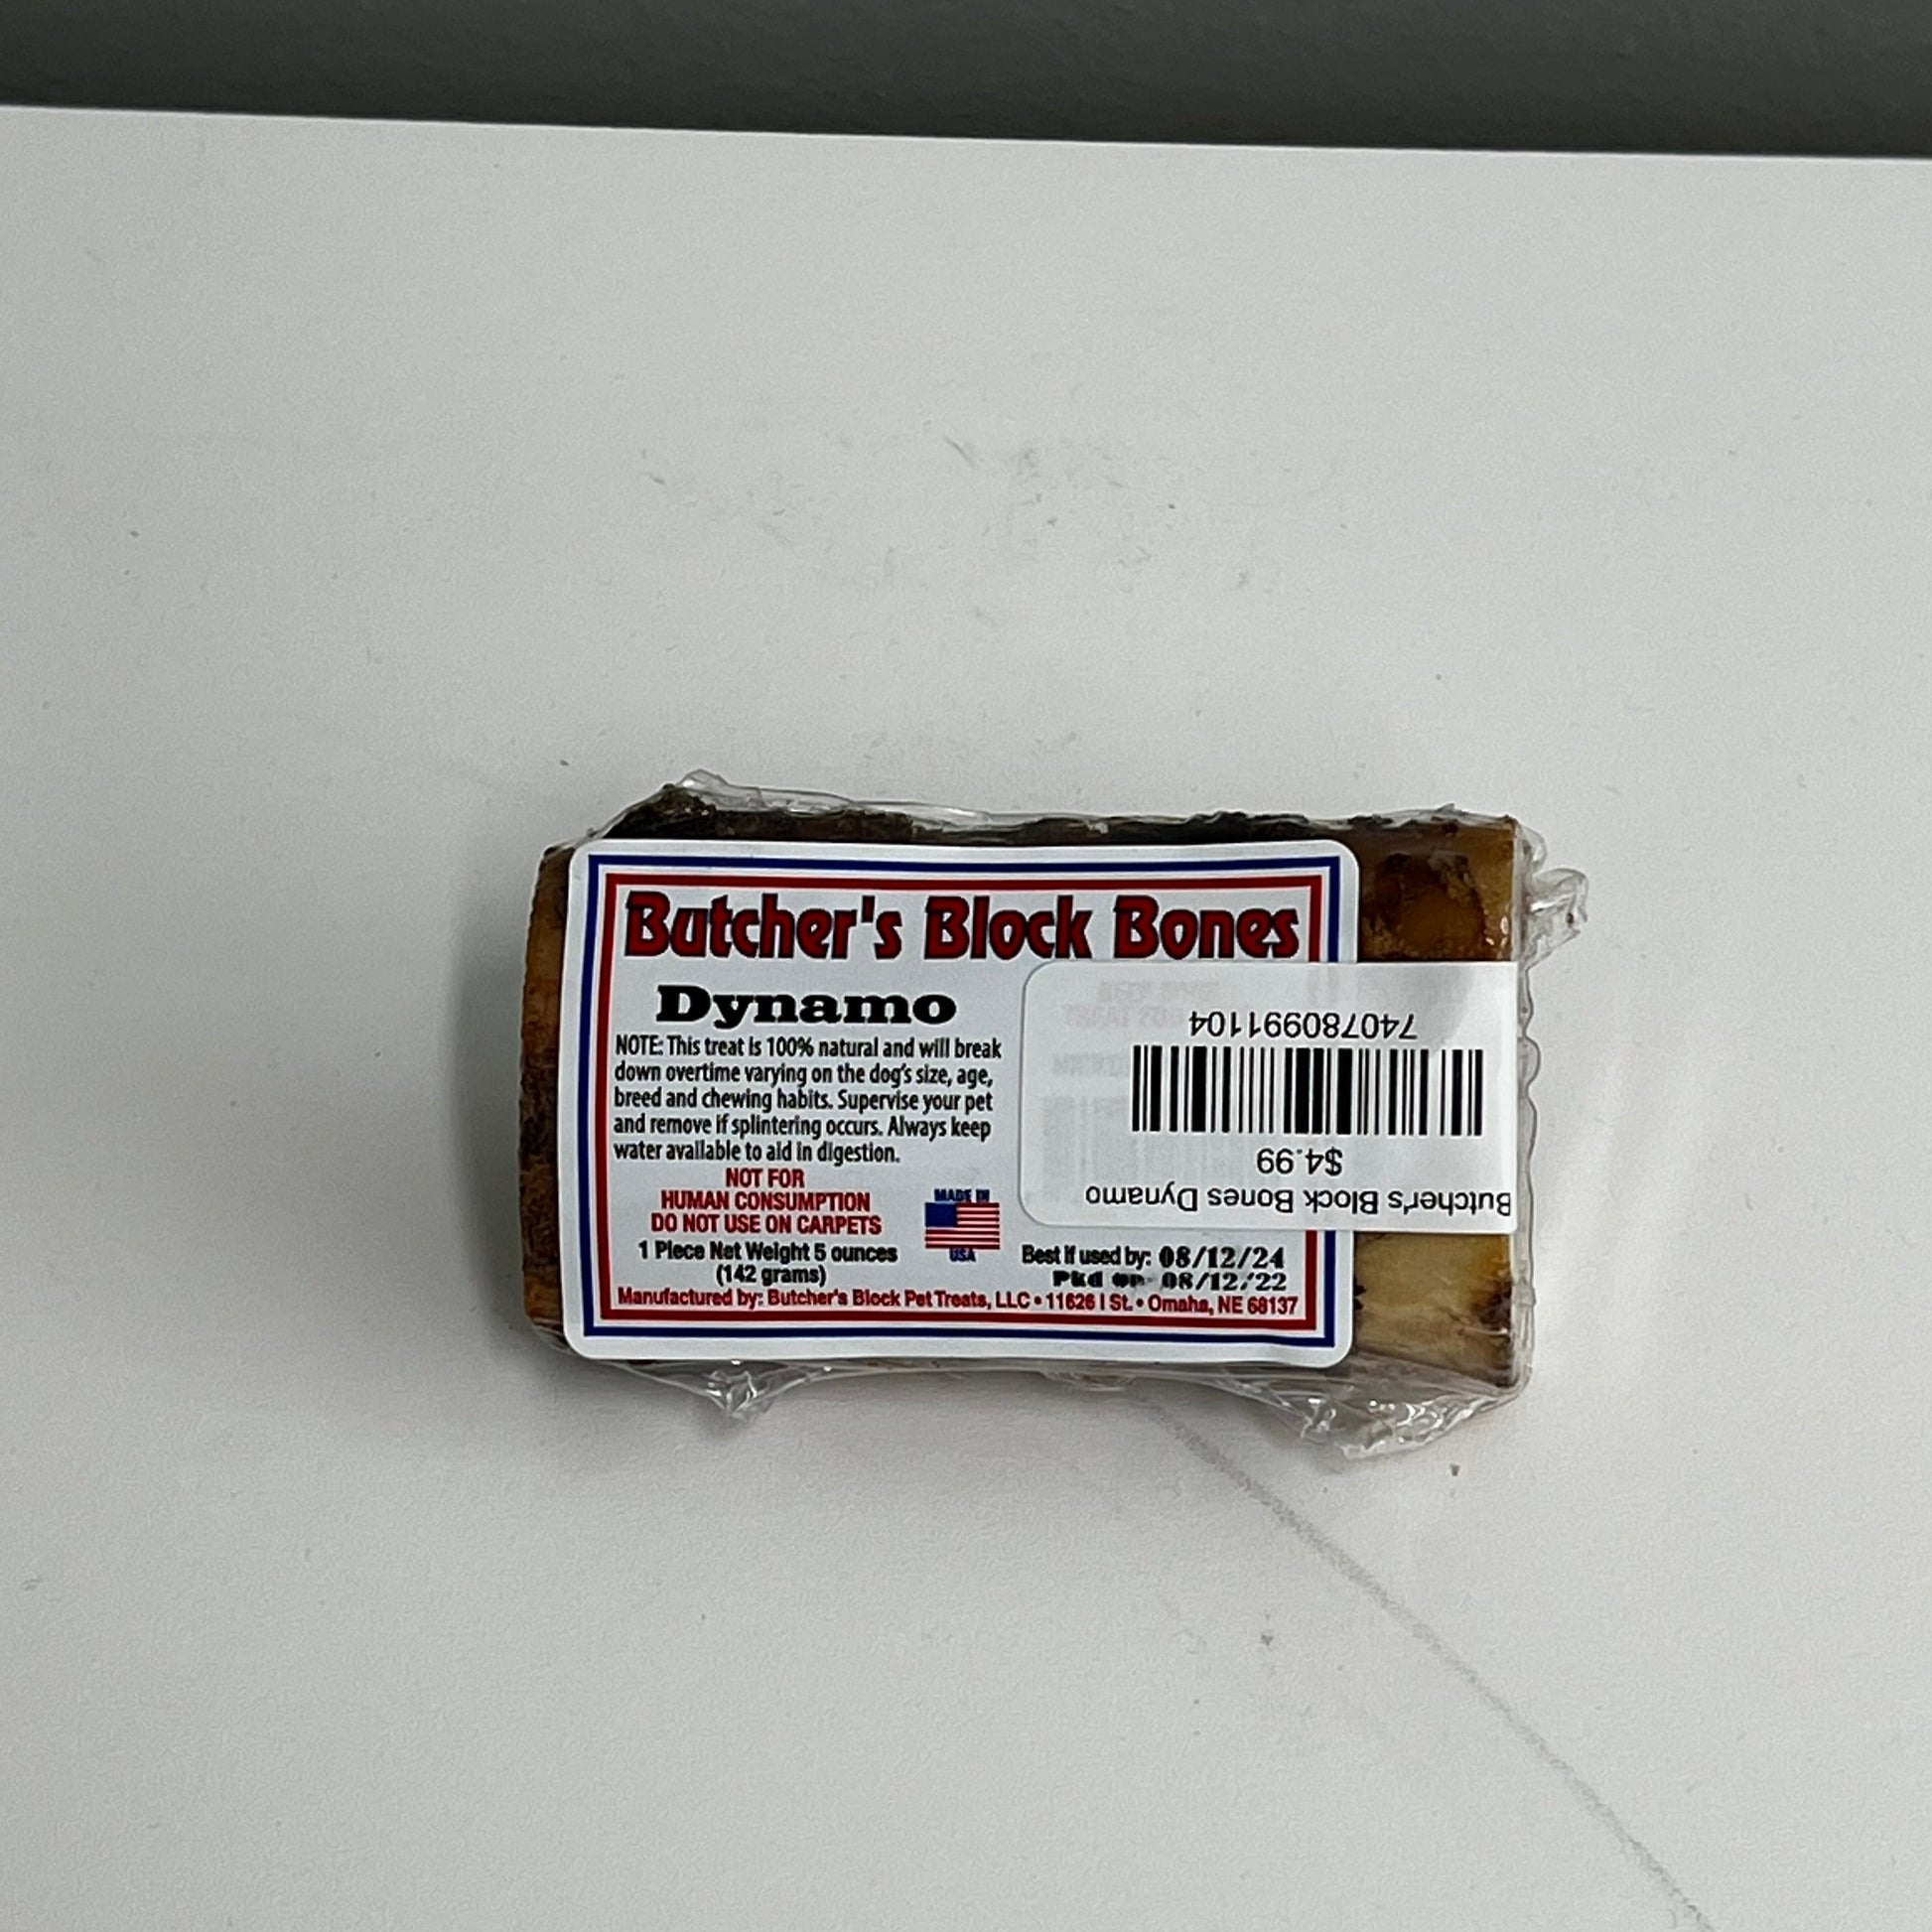 Butcher's Block Bones
Dynamo
NOTE: This treat is 100% natural and will break
down overtime varying on the dog's size, age,
breed and chewing habits. Supervise your pet
and remove if splintering occurs. Always keep
water available to aid in digestion.
NOT FOR
HUMAN CONSUMPTION
DO NOT USE ON CARPETS
1 Piece Net Weight 5 ounces
(142 grams)
MADE IN
USA
Best if used by: 08/12/24
Pkd on 08/12/22
Manufactured by: Butcher's Block Pet Treats, LLC • 11626 I St. • Omaha, NE 68137
Butcher's Block Bones Dynamo
$4.99
740780991104